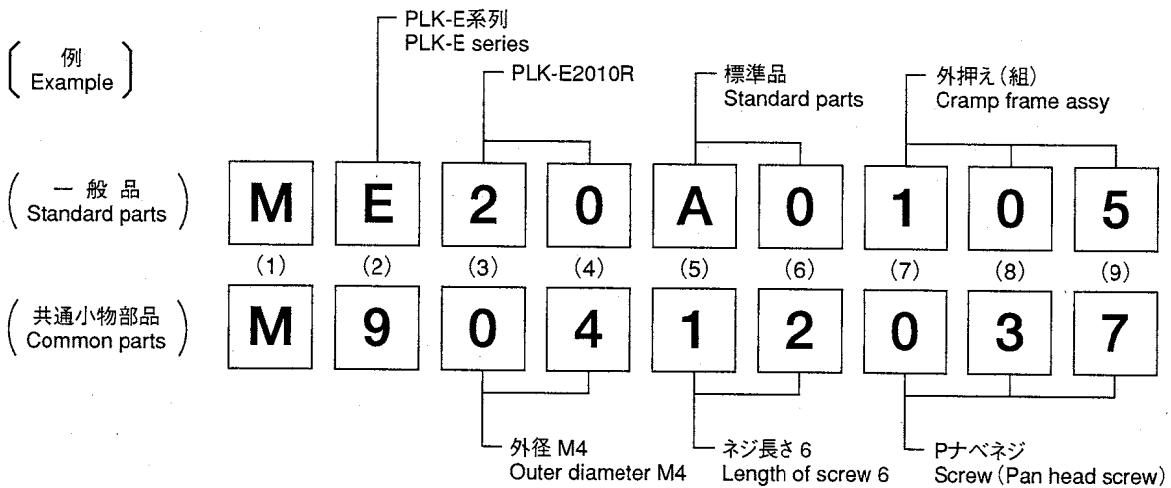 例
Example
PLK-E系列
PLK-E series
PLK-E2010R
標準品
Standard parts
外押え(組)
Cramp frame assy
一般品
Standard parts
M E 2 0 A 0 1 0 5
(1) (2) (3) (4) (5) (6) (7) (8) (9)
共通小物部品
Common parts
M 9 0 4 1 2 0 3 7
外径 M4
Outer diameter M4
ネジ長さ 6
Length of screw 6
Pナベネジ
Screw (Pan head screw)